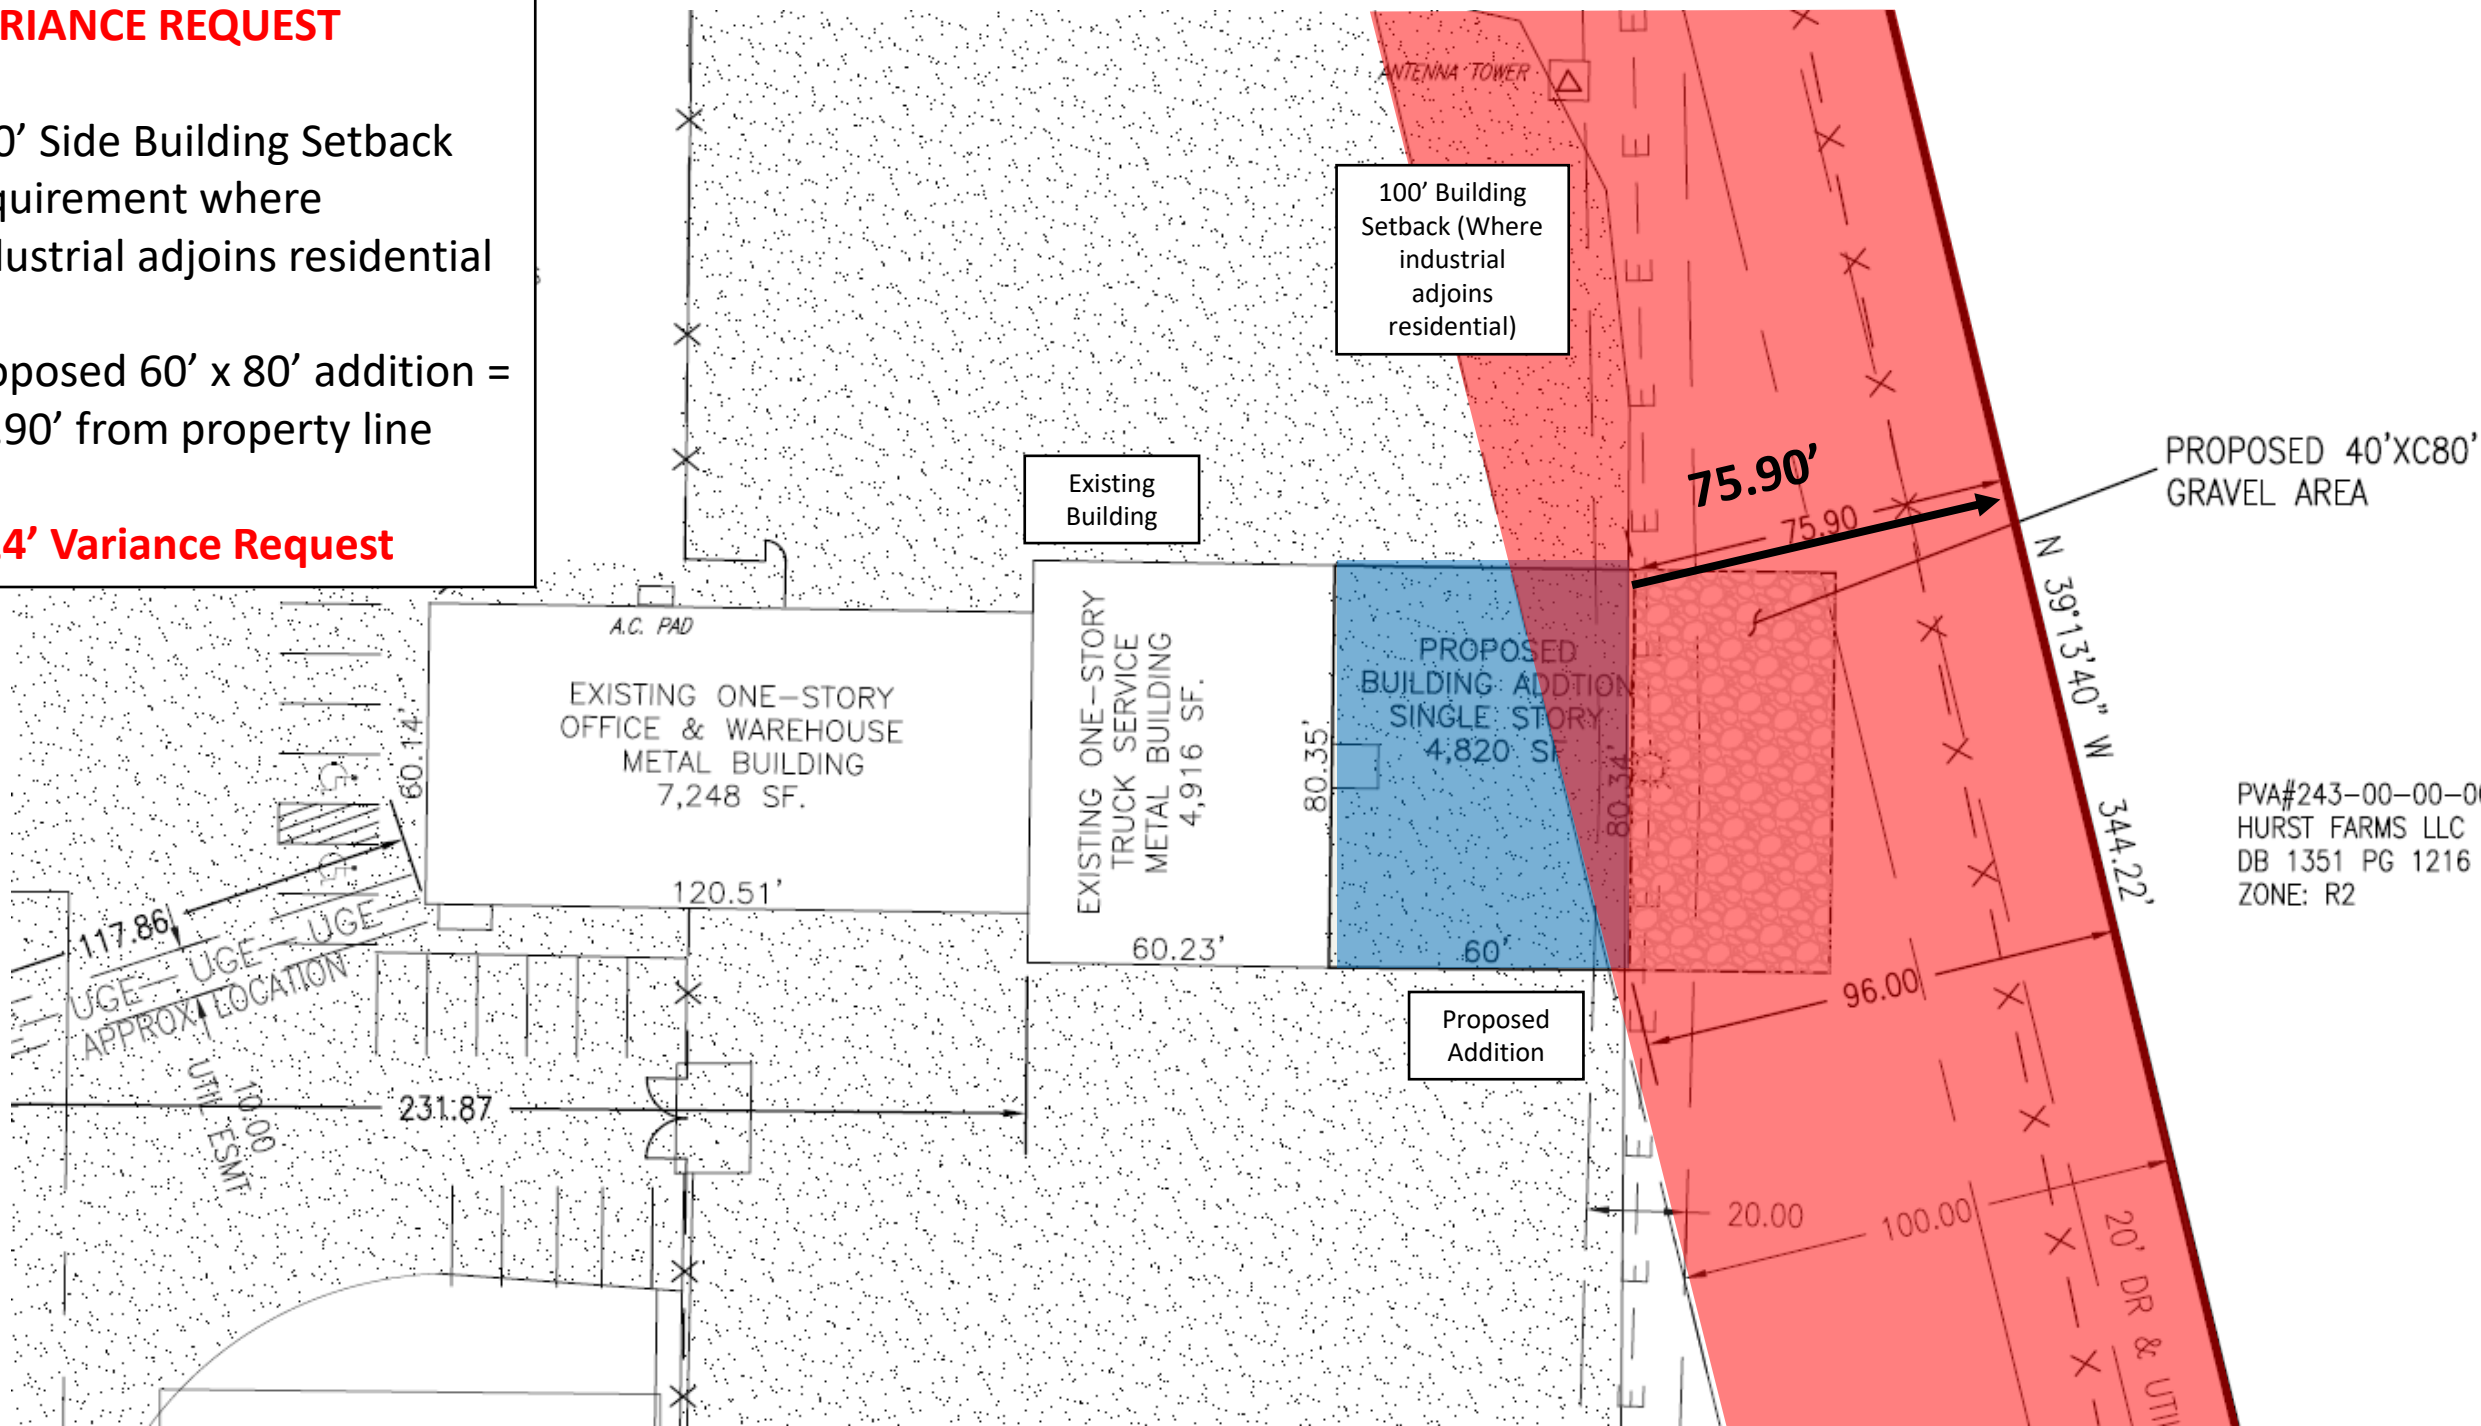 RIANCE REQUEST
0’ Side Building Setback
quirement where
dustrial adjoins residential
oposed 60’ x 80’ addition =
.90’ from property line
4’ Variance Request
ANTENNA TOWER
100’ Building
Setback (Where
industrial
adjoins
residential)
Existing
Building
75.90’
75.90
PROPOSED 40'XC80'
GRAVEL AREA
N 39°13'40" W 344.22'
A.C. PAD
EXISTING ONE-STORY
OFFICE & WAREHOUSE
METAL BUILDING
7,248 SF.
60.14'
120.51'
EXISTING ONE-STORY
TRUCK SERVICE
METAL BUILDING
4,916 SF.
60.23'
80.35'
PROPOSED
BUILDING ADDTION
SINGLE STORY
4,820 SF
80.34'
60'
PVA#243-00-00-0
HURST FARMS LLC
DB 1351 PG 1216
ZONE: R2
117.86
UGE UGE UGE
APPROX LOCATION
10.00
UTIL ESMT
231.87
Proposed
Addition
96.00
20.00
100.00
20' DR & UTIL
E E E E E E E E E E E E E